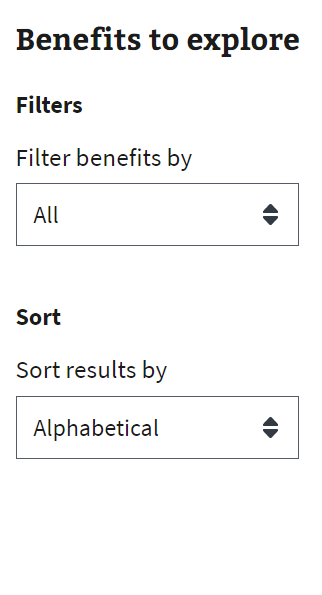 Benefits to explore
Filters
Filter benefits by
All
Sort
Sort results by
Alphabetical